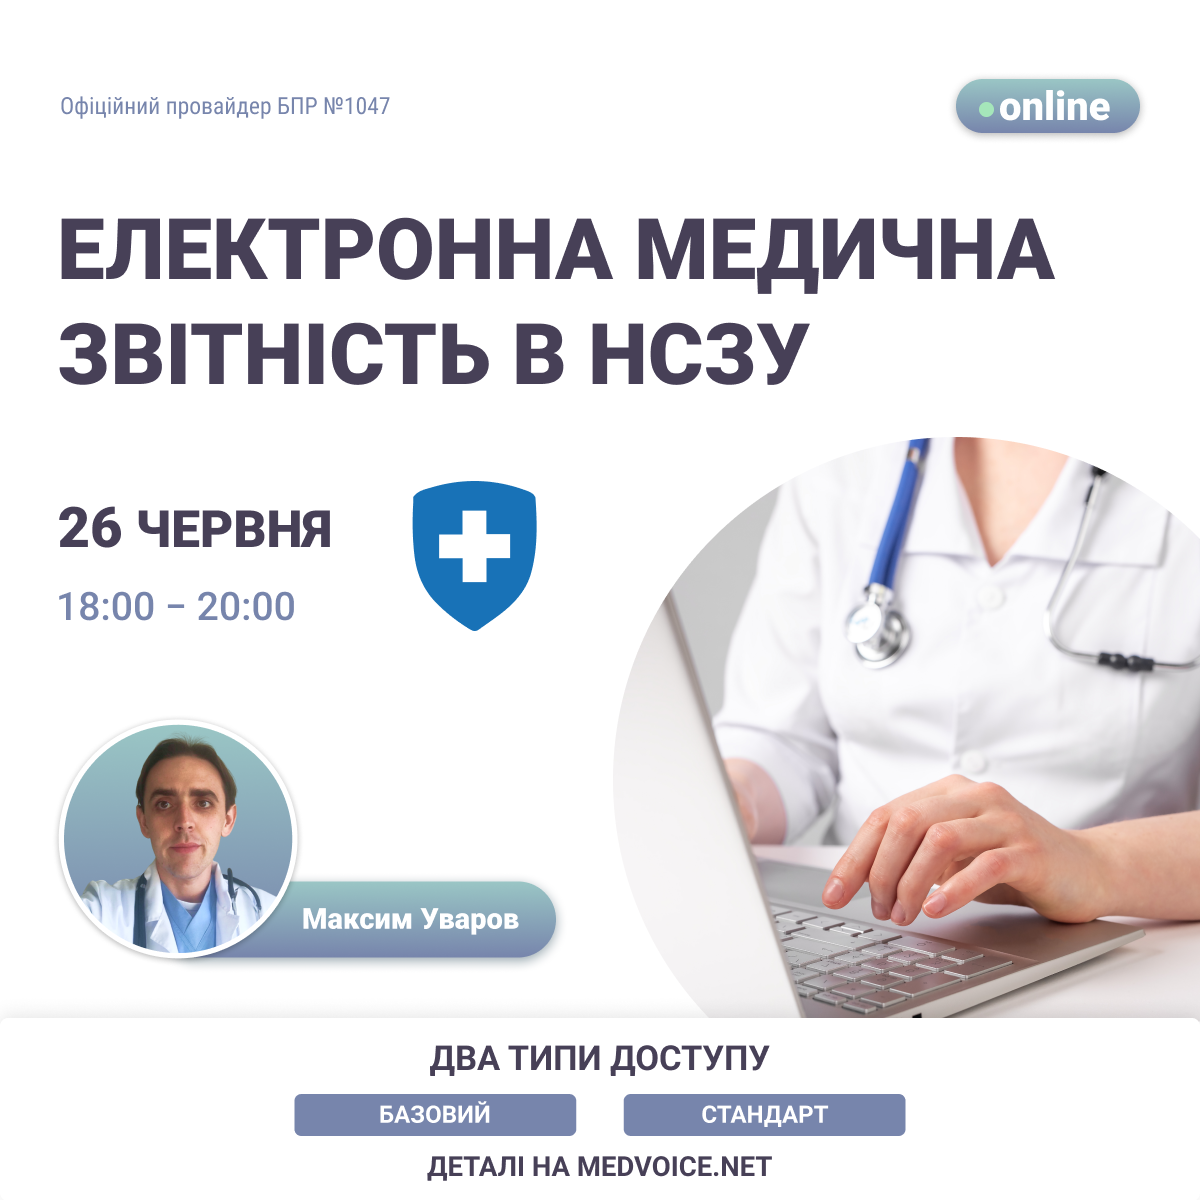 Офіційний провайдер БПР №1047
online
ЕЛЕКТРОННА МЕДИЧНА
ЗВІТНІСТЬ В НСЗУ
26 ЧЕРВНЯ
18:00 – 20:00
Максим Уваров
ДВА ТИПИ ДОСТУПУ
БАЗОВИЙ
СТАНДАРТ
ДЕТАЛІ НА MEDVOICE.NET